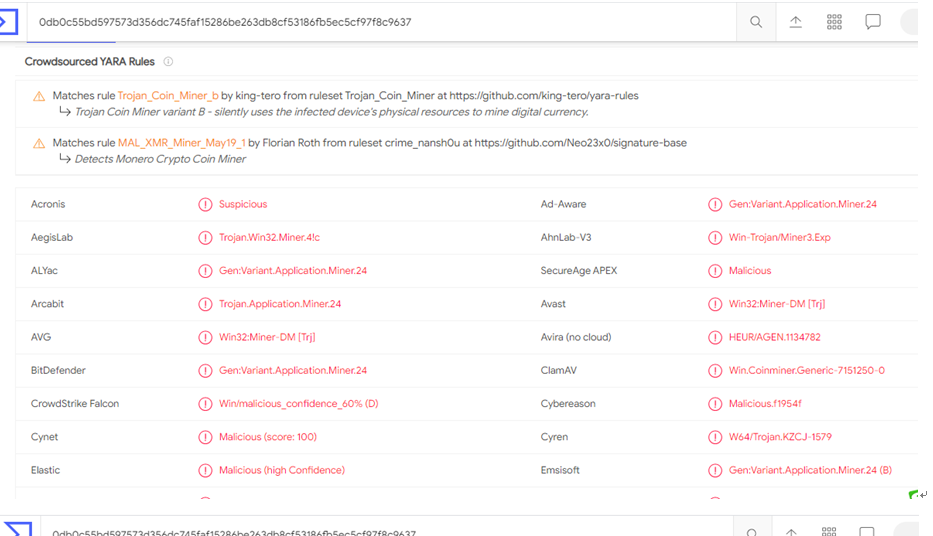 0db0c55bd597573d356dc745faf15286be263db8cf53186fb5ec5cf97f8c9637
Crowdsourced YARA Rules
Matches rule Trojan_Coin_Miner_b by king-tero from ruleset Trojan_Coin_Miner at https://github.com/king-tero/yara-rules
Trojan Coin Miner variant B - silently uses the infected device's physical resources to mine digital currency.
Matches rule MAL_XMR_Miner_May19_1 by Florian Roth from ruleset crime_nansh0u at https://github.com/Neo23x0/signature-base
Detects Monero Crypto Coin Miner
Acronis Suspicious Ad-Aware Gen:Variant.Application.Miner.24
AegisLab Trojan.Win32.Miner.4!c AhnLab-V3 Win-Trojan/Miner3.Exp
ALYac Gen:Variant.Application.Miner.24 SecureAge APEX Malicious
Arcabit Trojan.Application.Miner.24 Avast Win32:Miner-DM [Trj]
AVG Win32:Miner-DM [Trj] Avira (no cloud) HEUR/AGEN.1134782
BitDefender Gen:Variant.Application.Miner.24 ClamAV Win.Coinminer.Generic-7151250-0
CrowdStrike Falcon Win/malicious_confidence_60% (D) Cybereason Malicious.f1954f
Cynet Malicious (score: 100) Cyren W64/Trojan.KZCJ-1579
Elastic Malicious (high Confidence) Emsisoft Gen:Variant.Application.Miner.24 (B)
0db0c55bd597573d356dc745faf15286be263db8cf53186fb5ec5cf97f8c9637